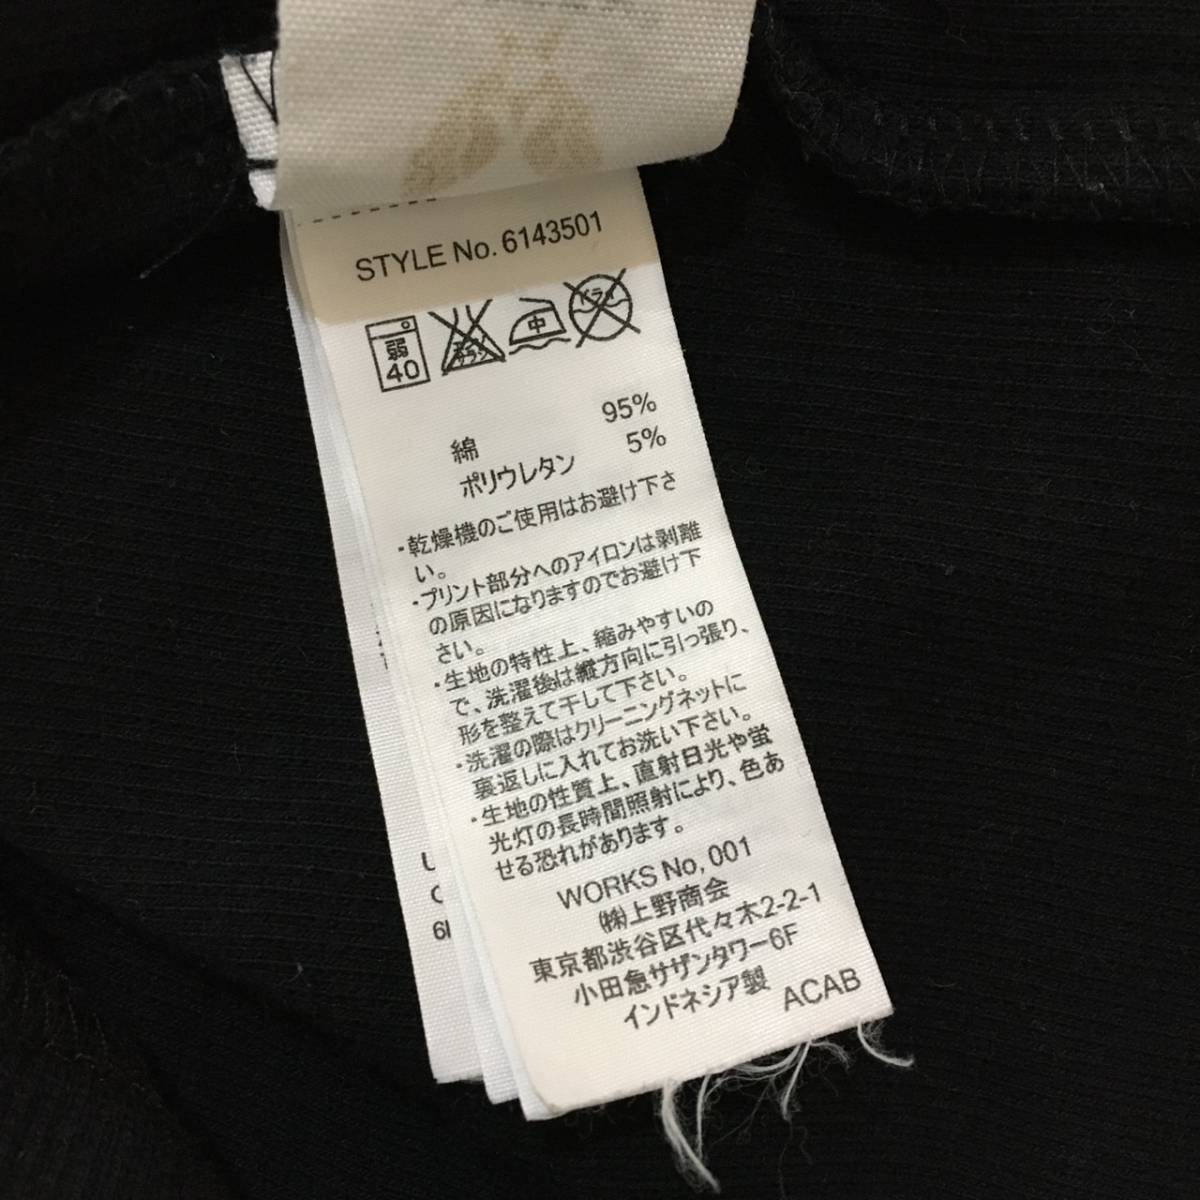 STYLE No. 6143501
弱
40
エンソ
サラシ
中
ドライ
綿 95%
ポリウレタン 5%
・乾燥機のご使用はお避け下さ
い。
・プリント部分へのアイロンは剥離
の原因になりますのでお避け下
さい。
・生地の特性上、縮みやすいの
で、洗濯後は縦方向に引っ張り、
形を整えて干して下さい。
・洗濯の際はクリーニングネットに
裏返しに入れてお洗い下さい。
・生地の性質上、直射日光や蛍
光灯の長時間照射により、色あ
せる恐れがあります。
WORKS No, 001
㈱上野商会
東京都渋谷区代々木2-2-1
小田急サザンタワー6F
インドネシア製
ACAB